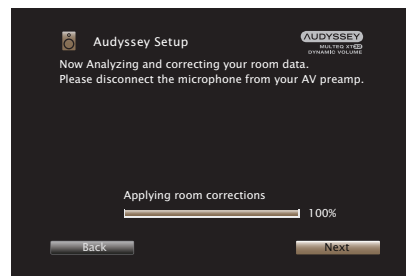 Audyssey Setup
AUDYSSEY
MULTEQ XT32
DYNAMIC VOLUME
Now Analyzing and correcting your room data.
Please disconnect the microphone from your AV preamp.
Applying room corrections
100%
Back
Next